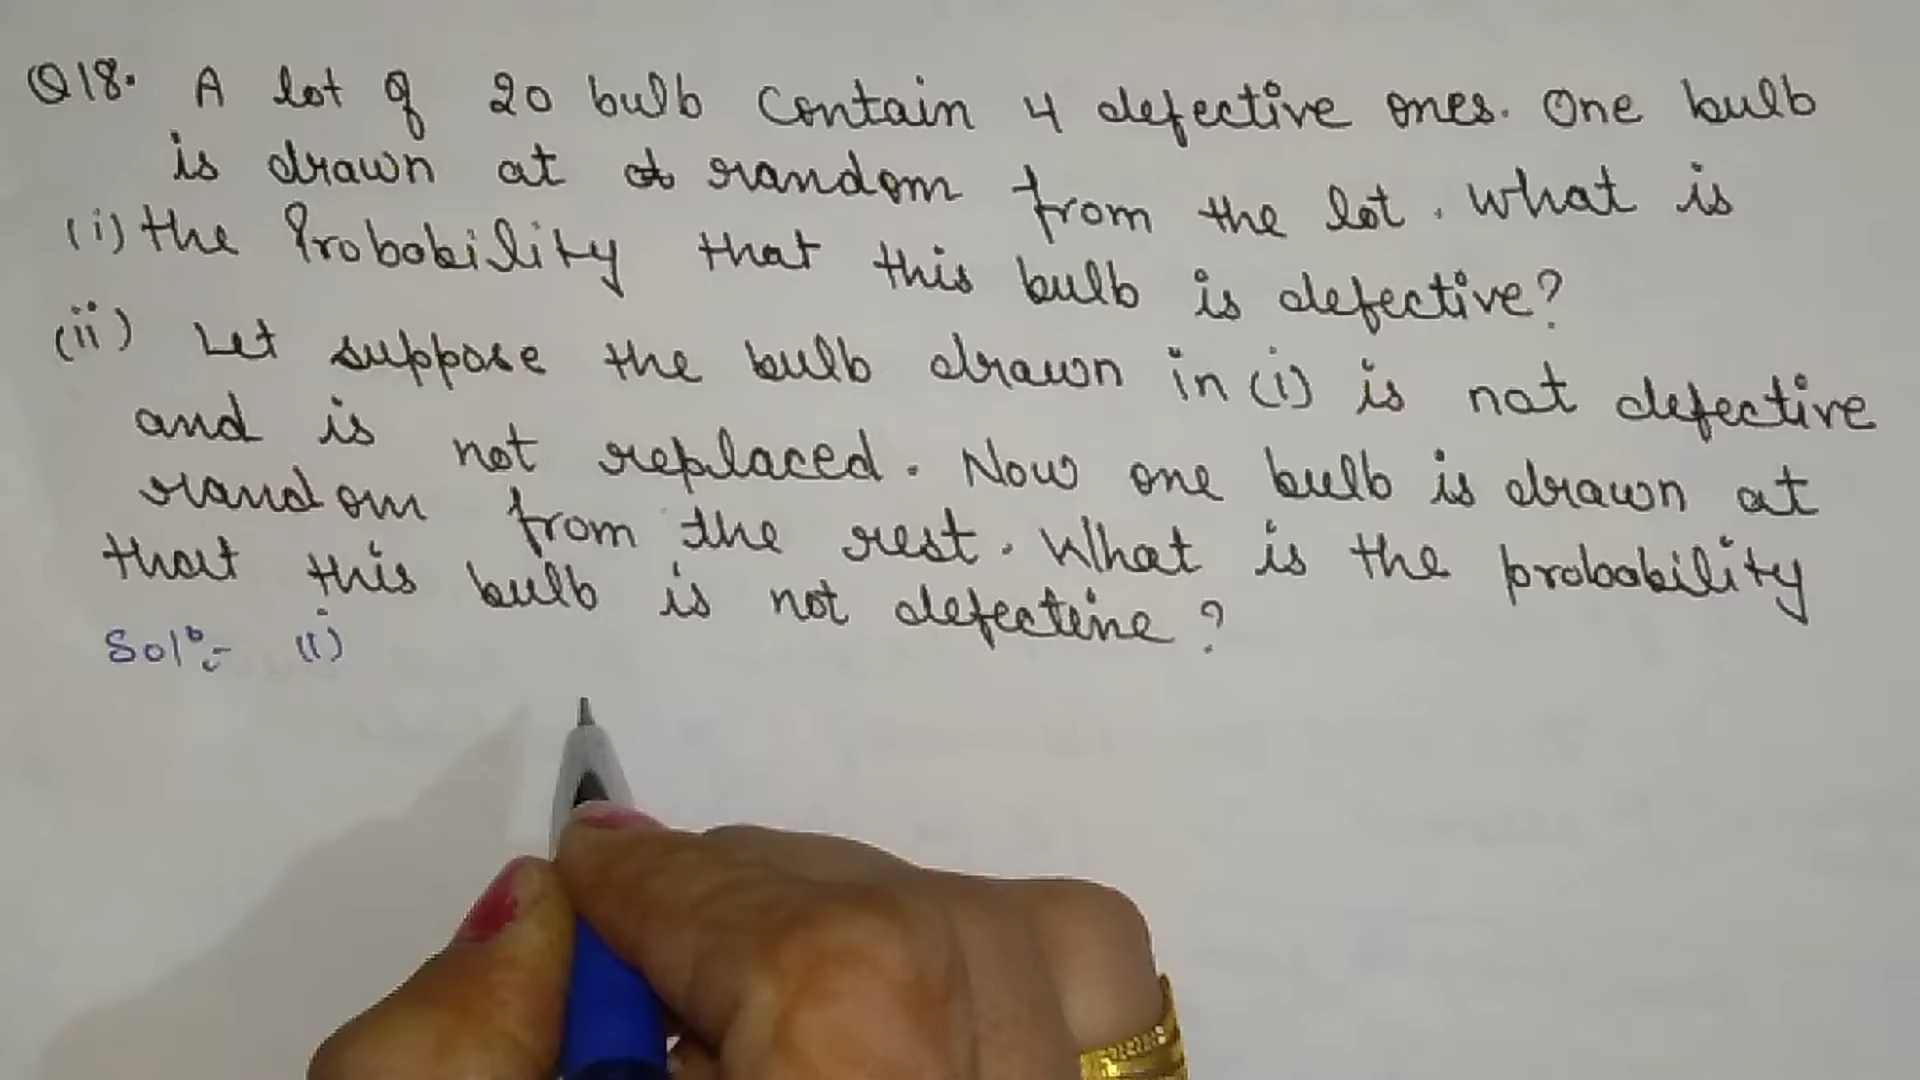 Q18. A lot of 20 bulb contain 4 defective ones. One bulb
is drawn at random from the lot. What is
(i) the Probability that this bulb is defective?
(ii) Let suppose the bulb drawn in (i) is not defective
and is not replaced. Now one bulb is drawn at
random from the rest. What is the probability
that this bulb is not defective?
Sol:- (i)